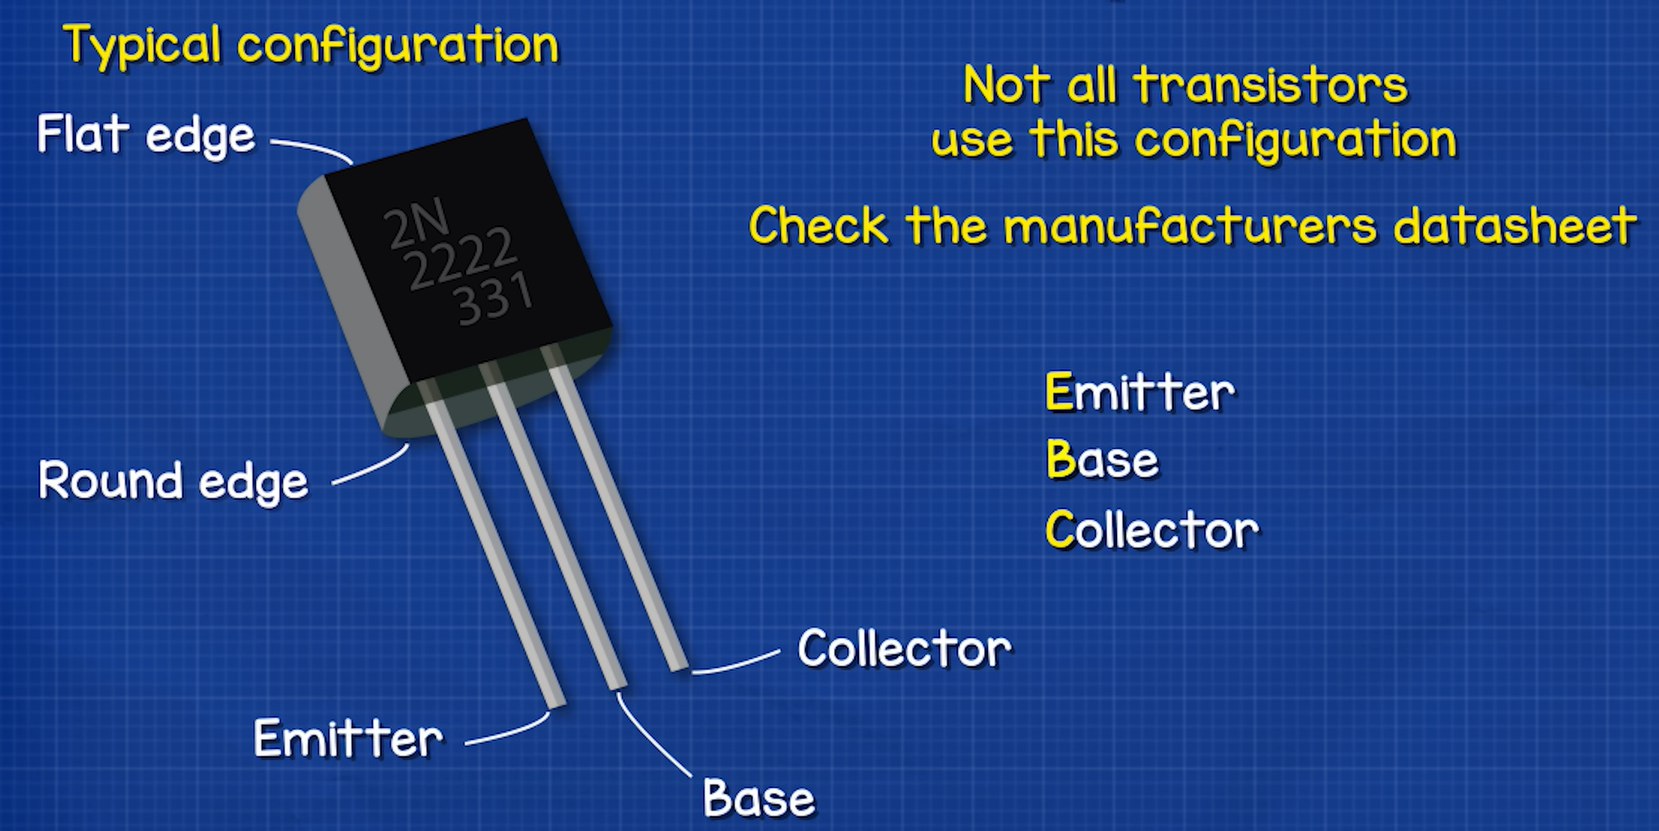 Typical configuration
Not all transistors
use this configuration
Flat edge
Check the manufacturers datasheet
2N
2222
331
Emitter
Base
Collector
Round edge
Collector
Emitter
Base